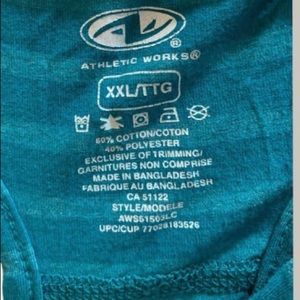 ATHLETIC WORKS®
XXL/TTG
60% COTTON/COTON
40% POLYESTER
EXCLUSIVE OF TRIMMING/
GARNITURES NON COMPRISE
MADE IN BANGLADESH
FABRIQUE AU BANGLADESH
CA 51122
STYLE/MODELE
UPC/CUP 77028183526